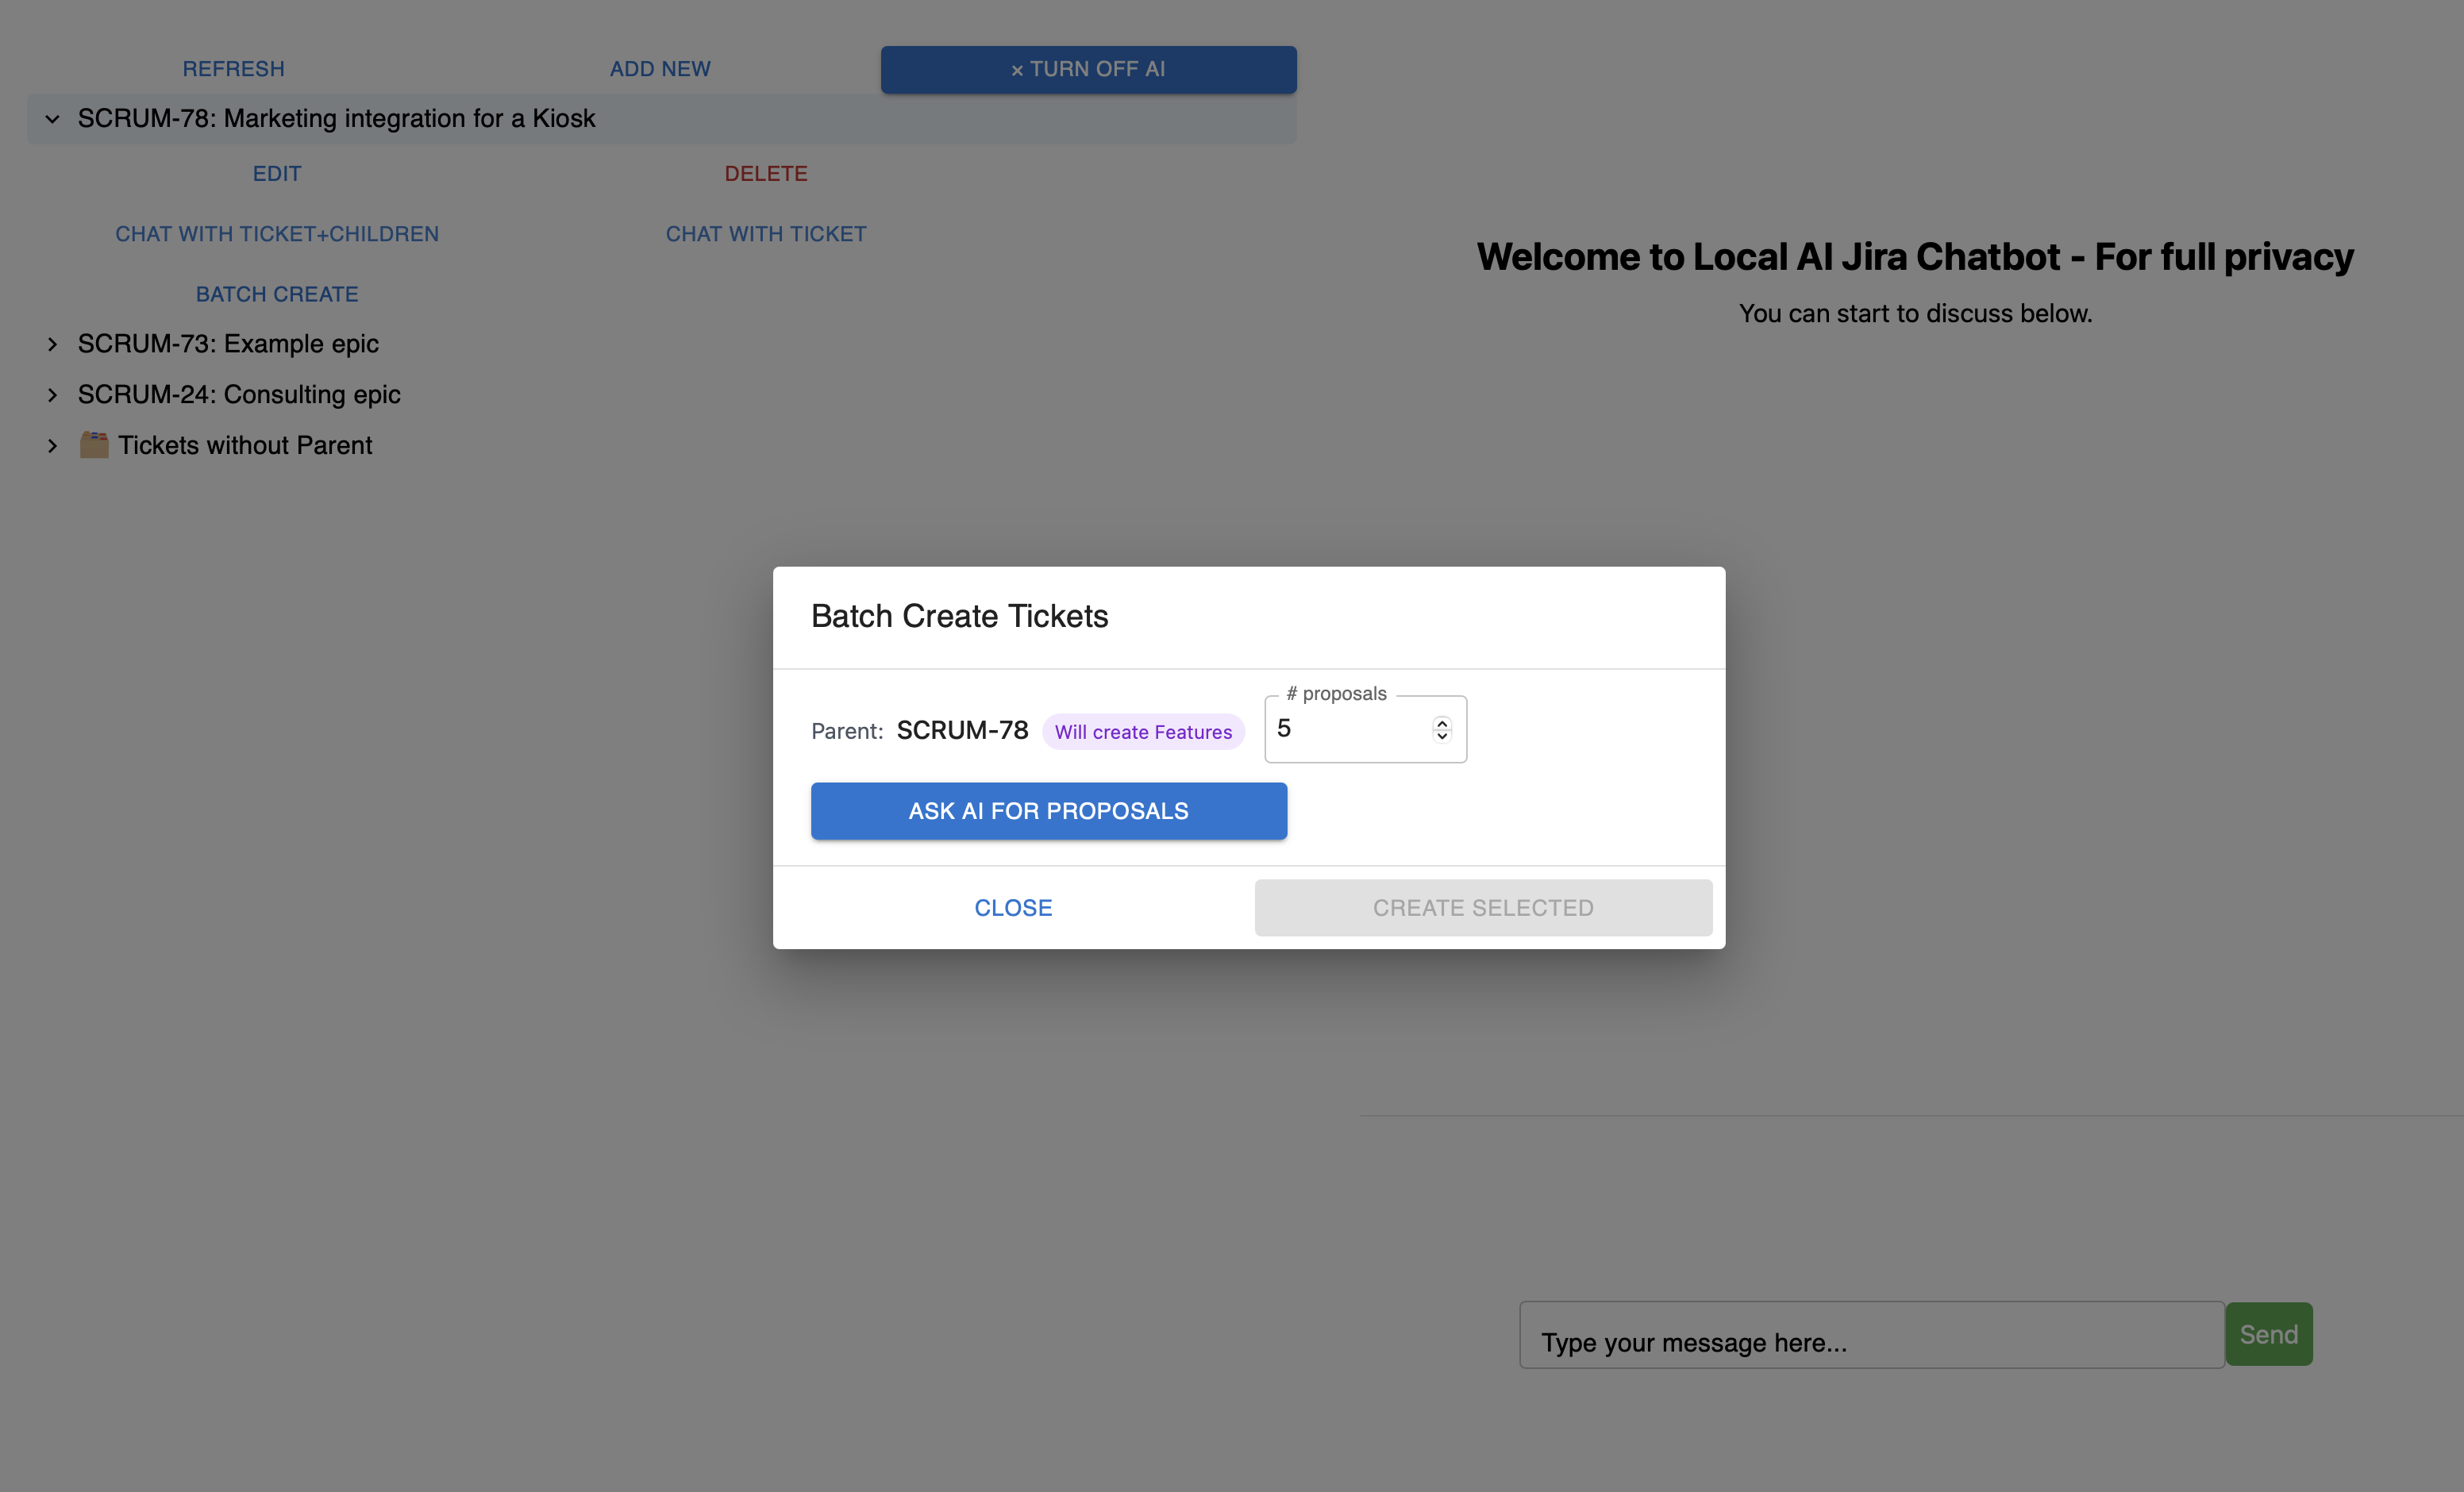 REFRESH ADD NEW × TURN OFF AI
SCRUM-78: Marketing integration for a Kiosk
EDIT DELETE
CHAT WITH TICKET+CHILDREN CHAT WITH TICKET
BATCH CREATE
SCRUM-73: Example epic
SCRUM-24: Consulting epic
Tickets without Parent
Welcome to Local AI Jira Chatbot - For full privacy
You can start to discuss below.
Batch Create Tickets
# proposals
Parent: SCRUM-78 Will create Features 5
ASK AI FOR PROPOSALS
CLOSE CREATE SELECTED
Type your message here... Send